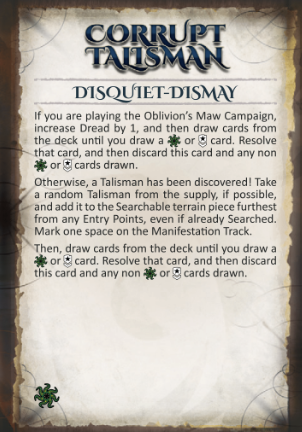 CORRUPT
TALISMAN
DISQUIET-DISMAY
If you are playing the Oblivion's Maw Campaign,
increase Dread by 1, and then draw cards from
the deck until you draw a or card. Resolve
that card, and then discard this card and any non
or cards drawn.
Otherwise, a Talisman has been discovered! Take
a random Talisman from the supply, if possible,
and add it to the Searchable terrain piece furthest
from any Entry Points, even if already Searched.
Mark one space on the Manifestation Track.
Then, draw cards from the deck until you draw a
or card. Resolve that card, and then discard
this card and any non or cards drawn.